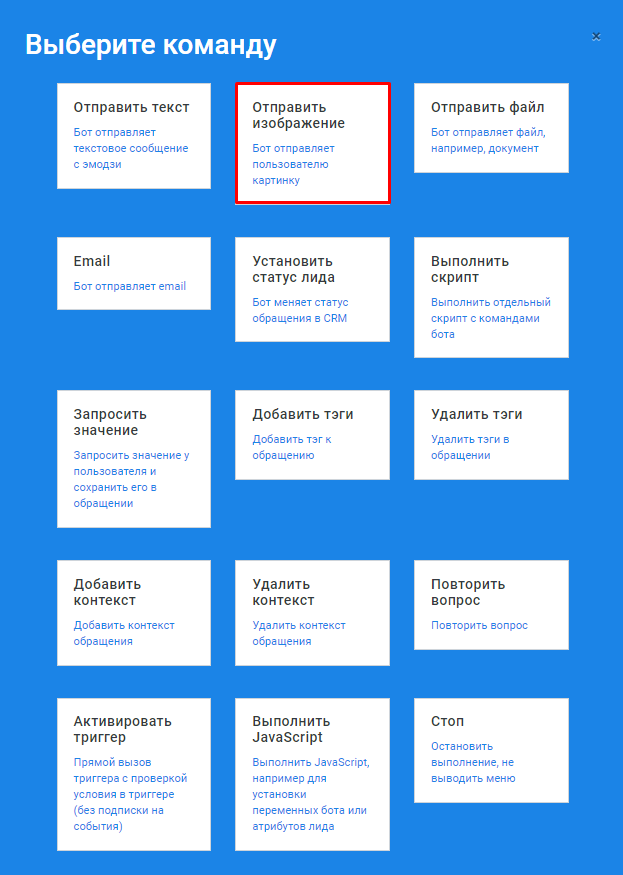 Выберите команду
×
Отправить текст
Бот отправляет
текстовое сообщение
с эмодзи
Отправить
изображение
Бот отправляет
пользователю
картинку
Отправить файл
Бот отправляет файл,
например, документ
Email
Бот отправляет email
Установить
статус лида
Бот меняет статус
обращения в CRM
Выполнить
скрипт
Выполнить отдельный
скрипт с командами
бота
Запросить
значение
Запросить значение у
пользователя и
сохранить его в
обращении
Добавить тэги
Добавить тэг к
обращению
Удалить тэги
Удалить тэги в
обращении
Добавить
контекст
Добавить контекст
обращения
Удалить
контекст
Удалить контекст
обращения
Повторить
вопрос
Повторить вопрос
Активировать
триггер
Прямой вызов
триггера с проверкой
условия в триггере
(без подписки на
события)
Выполнить
JavaScript
Выполнить JavaScript,
например для
установки
переменных бота или
атрибутов лида
Стоп
Остановить
выполнение, не
выводить меню